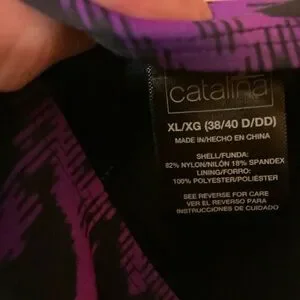 catalina
XL/XG (38/40 D/DD)
MADE IN/HECHO EN CHINA
SHELL/FUNDA:
82% NYLON/NILÓN 18% SPANDEX
LINING/FORRO:
100% POLYESTER/POLIÉSTER
SEE REVERSE FOR CARE
VER EL REVERSO PARA
INSTRUCCIONES DE CUIDADO